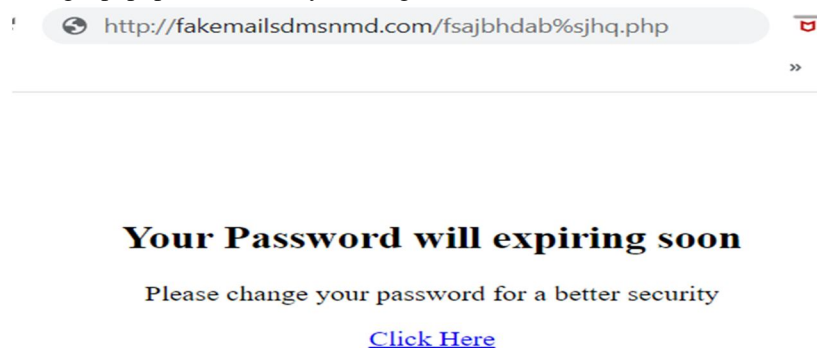 http://fakemailsdmsnmd.com/fsajbhdab%sjhq.php
»
Your Password will expiring soon
Please change your password for a better security
Click Here